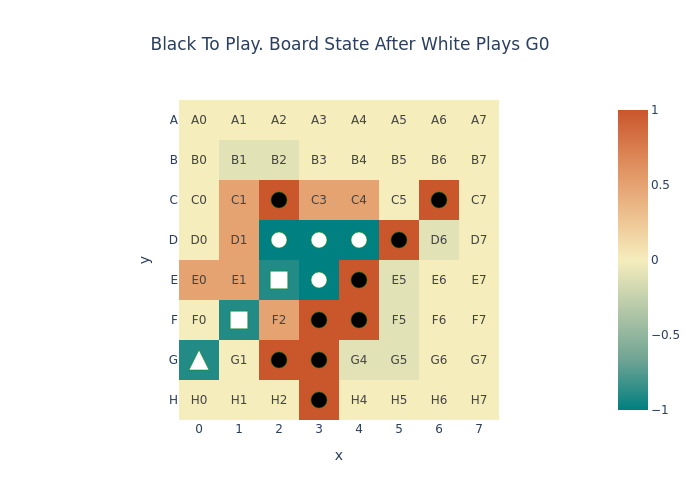 Black To Play. Board State After White Plays G0
A A0 A1 A2 A3 A4 A5 A6 A7
B B0 B1 B2 B3 B4 B5 B6 B7
C C0 C1 C3 C4 C5 C7
D D0 D1 D6 D7
E E0 E1 E5 E6 E7
F F0 F2 F5 F6 F7
G G1 G4 G5 G6 G7
H H0 H1 H2 H4 H5 H6 H7
0 1 2 3 4 5 6 7
x
y
1
0.5
0
−0.5
−1